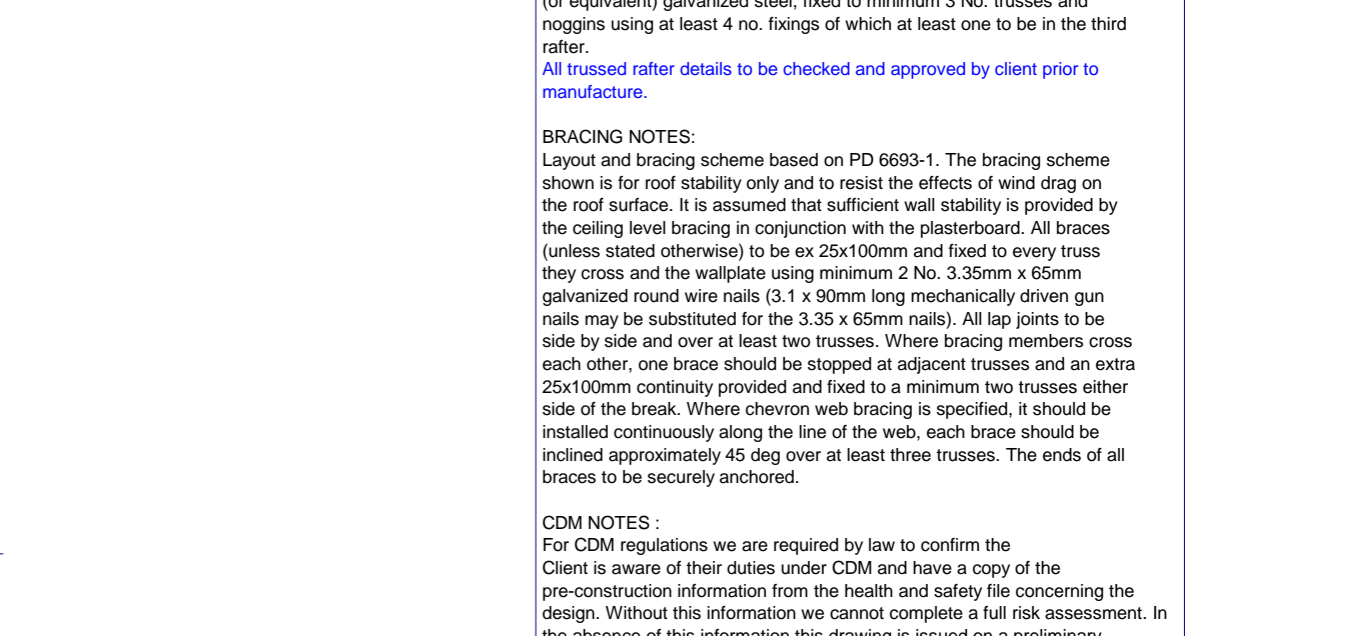 (or equivalent) galvanized steel, fixed to minimum 3 No. trusses and
noggins using at least 4 no. fixings of which at least one to be in the third
rafter.
All trussed rafter details to be checked and approved by client prior to
manufacture.
BRACING NOTES:
Layout and bracing scheme based on PD 6693-1. The bracing scheme
shown is for roof stability only and to resist the effects of wind drag on
the roof surface. It is assumed that sufficient wall stability is provided by
the ceiling level bracing in conjunction with the plasterboard. All braces
(unless stated otherwise) to be ex 25x100mm and fixed to every truss
they cross and the wallplate using minimum 2 No. 3.35mm x 65mm
galvanized round wire nails (3.1 x 90mm long mechanically driven gun
nails may be substituted for the 3.35 x 65mm nails). All lap joints to be
side by side and over at least two trusses. Where bracing members cross
each other, one brace should be stopped at adjacent trusses and an extra
25x100mm continuity provided and fixed to a minimum two trusses either
side of the break. Where chevron web bracing is specified, it should be
installed continuously along the line of the web, each brace should be
inclined approximately 45 deg over at least three trusses. The ends of all
braces to be securely anchored.
CDM NOTES :
For CDM regulations we are required by law to confirm the
Client is aware of their duties under CDM and have a copy of the
pre-construction information from the health and safety file concerning the
design. Without this information we cannot complete a full risk assessment. In
the absence of this information this drawing is issued on a preliminary